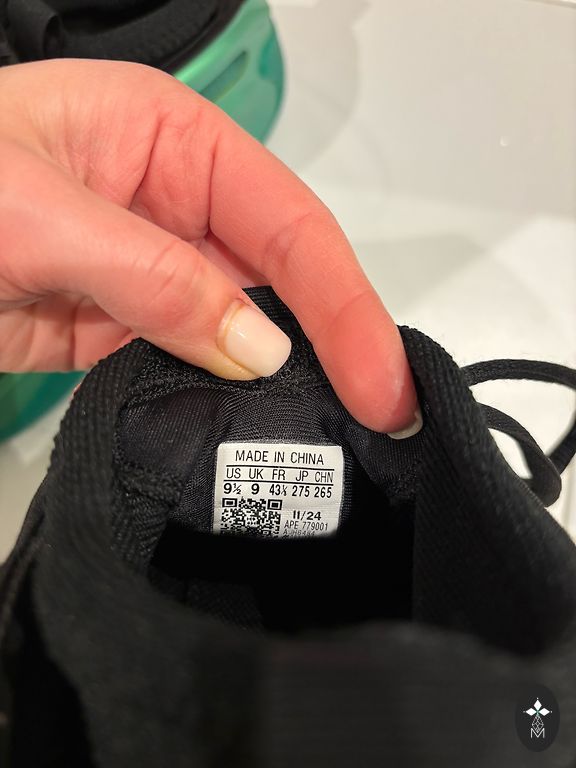 MADE IN CHINA
US UK FR JP CHN
9½ 9 43⅓ 275 265
11/24
APE 779001
M